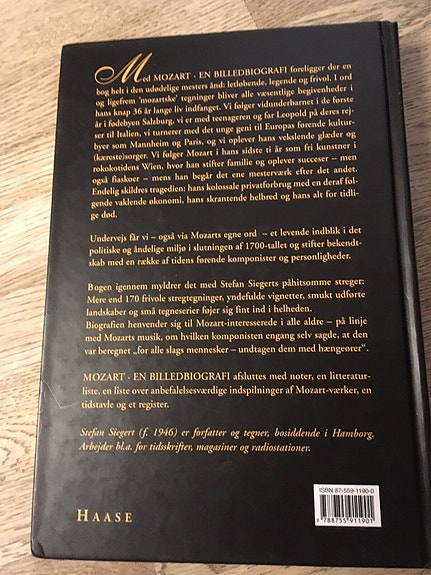 Med MOZART · EN BILLEDBIOGRAFI foreligger der en
bog helt i den udødelige mesters ånd: letløbende, legende og frivol. I ord
og ligefrem 'mozartske' tegninger bliver alle væsentlige begivenheder i
hans knap 36 år lange liv indfanget. Vi følger vidunderbarnet i de første
år i fødebyen Salzburg, vi er med teenageren og far Leopold på deres rej-
ser til Italien, vi turnerer med det unge geni til Europas førende kultur-
byer som Mannheim og Paris, og vi oplever hans vekslende glæder og
(kæreste)sorger. Vi følger Mozart i hans sidste ti år som fri kunstner i
rokokotidens Wien, hvor han stifter familie og oplever succeser – men
også fiaskoer – mens han begår det ene mesterværk efter det andet.
Endelig skildres tragedien: hans kolossale privatforbrug med en deraf føl-
gende vaklende økonomi, hans skrantende helbred og hans alt for tidli-
ge død.
Undervejs får vi – også via Mozarts egne ord – et levende indblik i det
politiske og åndelige miljø i slutningen af 1700-tallet og stifter bekendt-
skab med en række af tidens førende komponister og personligheder.
Bogen igennem myldrer det med Stefan Siegerts påhitsomme streger:
Mere end 170 frivole stregtegninger, yndefulde vignetter, smukt udførte
landskaber og små tegneserier føjer sig fint ind i helheden.
Biografien henvender sig til Mozart-interesserede i alle aldre – på linje
med Mozarts musik, om hvilken komponisten engang selv sagde, at den
var beregnet „for alle slags mennesker – undtagen dem med hængeører".
MOZART · EN BILLEDBIOGRAFI afsluttes med noter, en litteratur-
liste, en liste over anbefalelsesværdige indspilninger af Mozart-værker, en
tidstavle og et register.
Stefan Siegert (f. 1946) er forfatter og tegner, bosiddende i Hamborg.
Arbejder bl.a. for tidsskrifter, magasiner og radiostationer.
ISBN 87-559-1190-0
9 788755 911901
HAASE